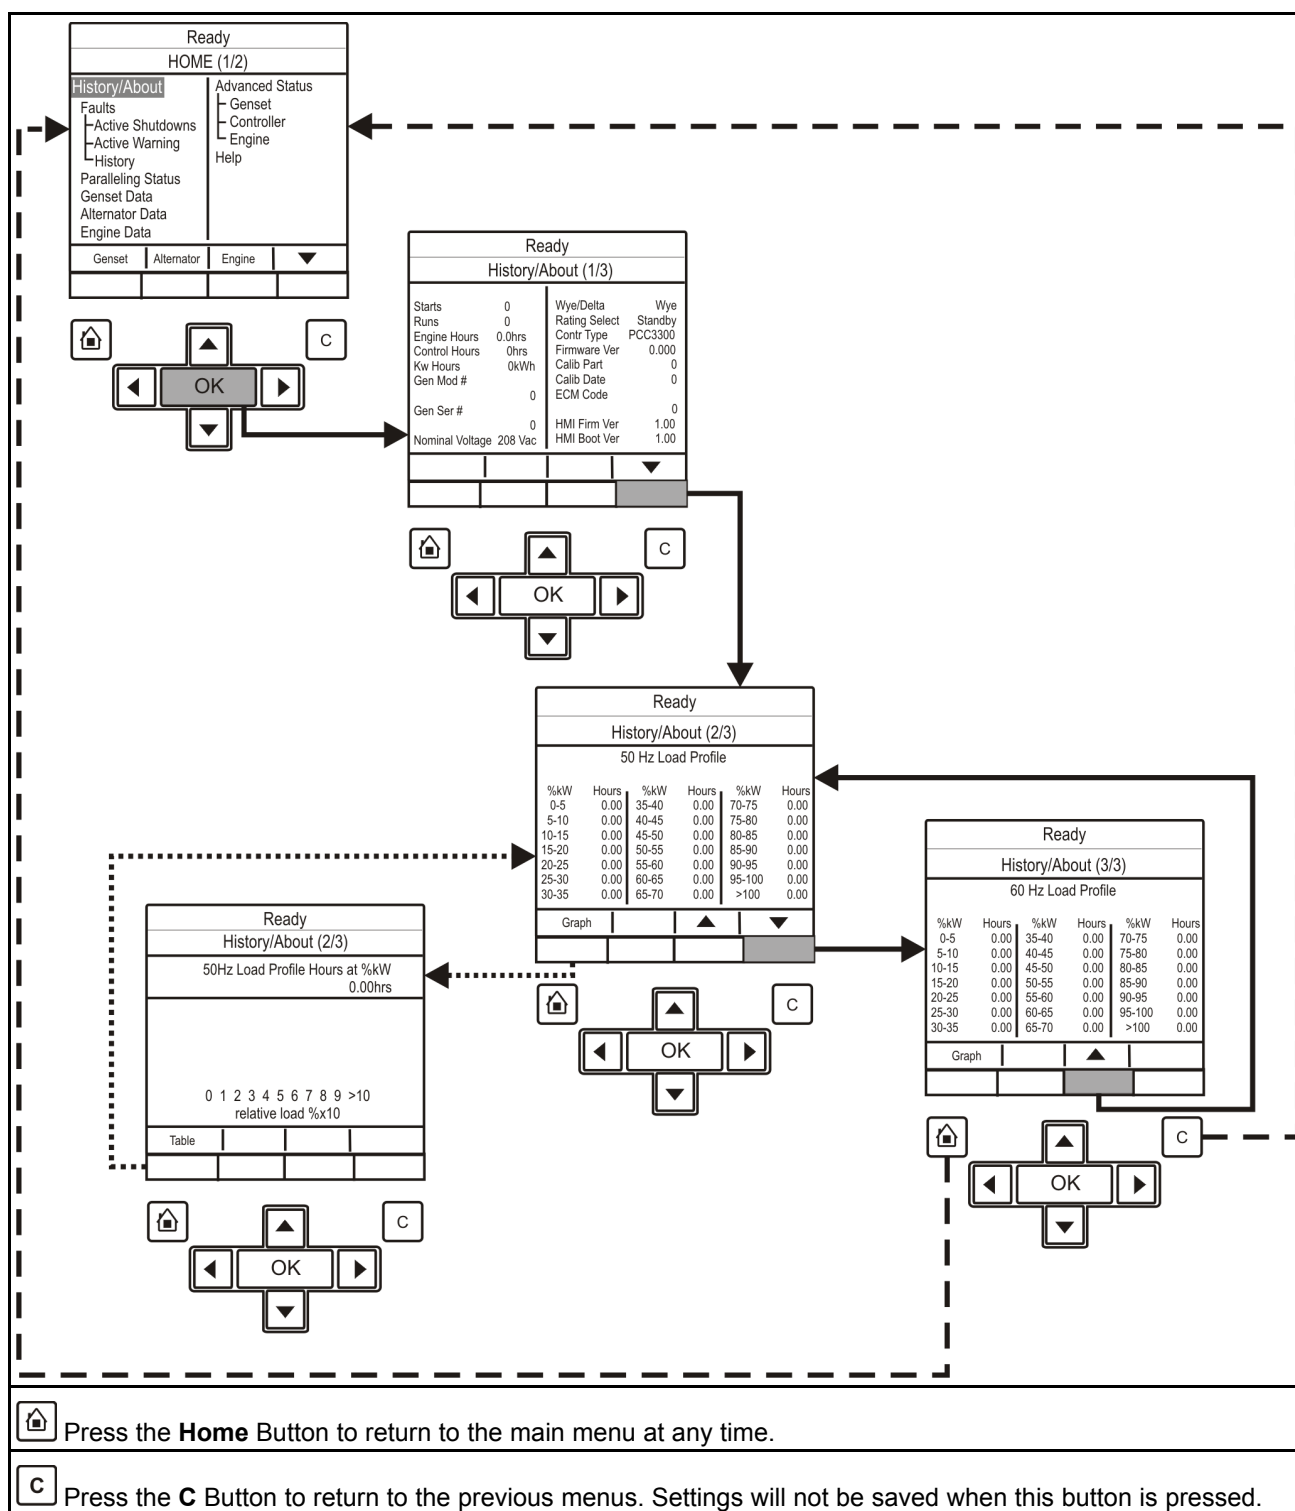 Ready
HOME (1/2)
History/About
Faults
Active Shutdowns
Active Warning
History
Paralleling Status
Genset Data
Alternator Data
Engine Data
Advanced Status
Genset
Controller
Engine
Help
Genset Alternator Engine
C
OK
Ready
History/About (1/3)
Starts 0
Runs 0
Engine Hours 0.0hrs
Control Hours 0hrs
Kw Hours 0kWh
Gen Mod #
0
Gen Ser #
0
Nominal Voltage 208 Vac
Wye/Delta Wye
Rating Select Standby
Contr Type PCC3300
Firmware Ver 0.000
Calib Part 0
Calib Date 0
ECM Code
0
HMI Firm Ver 1.00
HMI Boot Ver 1.00
C
OK
Ready
History/About (2/3)
50 Hz Load Profile
%kW Hours %kW Hours %kW Hours
0-5 0.00 35-40 0.00 70-75 0.00
5-10 0.00 40-45 0.00 75-80 0.00
10-15 0.00 45-50 0.00 80-85 0.00
15-20 0.00 50-55 0.00 85-90 0.00
20-25 0.00 55-60 0.00 90-95 0.00
25-30 0.00 60-65 0.00 95-100 0.00
30-35 0.00 65-70 0.00 >100 0.00
Graph
C
OK
Ready
History/About (3/3)
60 Hz Load Profile
%kW Hours %kW Hours %kW Hours
0-5 0.00 35-40 0.00 70-75 0.00
5-10 0.00 40-45 0.00 75-80 0.00
10-15 0.00 45-50 0.00 80-85 0.00
15-20 0.00 50-55 0.00 85-90 0.00
20-25 0.00 55-60 0.00 90-95 0.00
25-30 0.00 60-65 0.00 95-100 0.00
30-35 0.00 65-70 0.00 >100 0.00
Graph
C
OK
Ready
History/About (2/3)
50Hz Load Profile Hours at %kW
0.00hrs
0 1 2 3 4 5 6 7 8 9 >10
relative load %x10
Table
C
OK
Press the Home Button to return to the main menu at any time.
C Press the C Button to return to the previous menus. Settings will not be saved when this button is pressed.